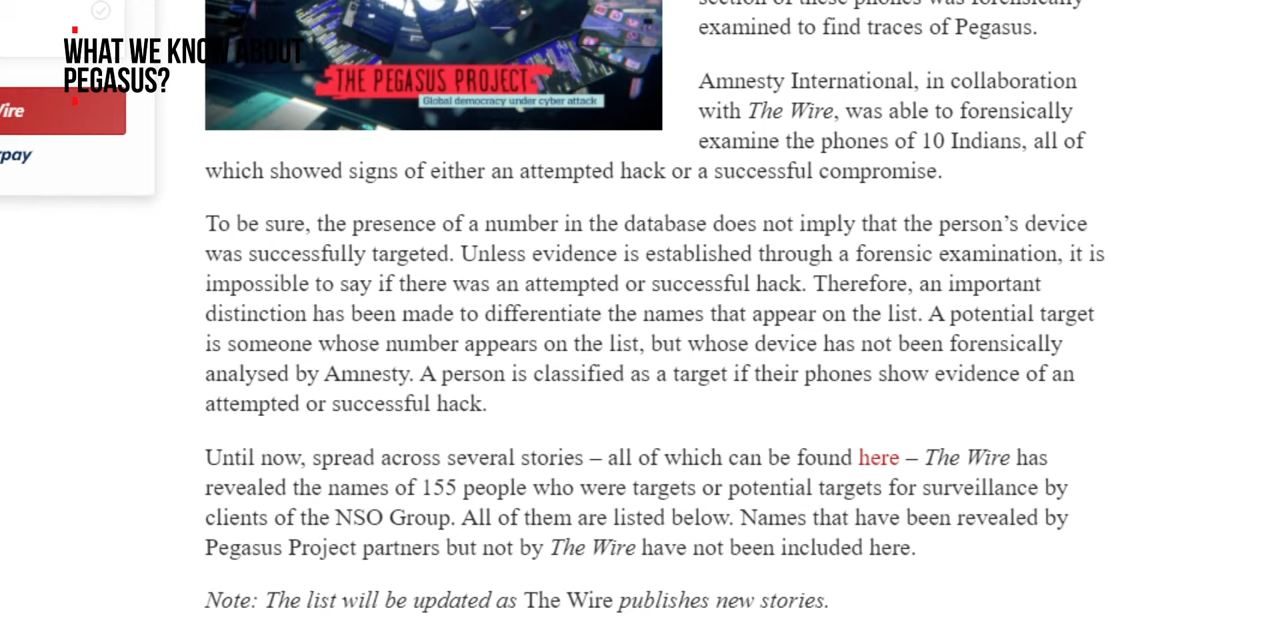 section of these phones was forensically
examined to find traces of Pegasus.
WHAT WE KNOW ABOUT
PEGASUS?
THE PEGASUS PROJECT
Global democracy under cyber attack
Amnesty International, in collaboration
with The Wire, was able to forensically
examine the phones of 10 Indians, all of
which showed signs of either an attempted hack or a successful compromise.
To be sure, the presence of a number in the database does not imply that the person’s device
was successfully targeted. Unless evidence is established through a forensic examination, it is
impossible to say if there was an attempted or successful hack. Therefore, an important
distinction has been made to differentiate the names that appear on the list. A potential target
is someone whose number appears on the list, but whose device has not been forensically
analysed by Amnesty. A person is classified as a target if their phones show evidence of an
attempted or successful hack.
Until now, spread across several stories – all of which can be found here – The Wire has
revealed the names of 155 people who were targets or potential targets for surveillance by
clients of the NSO Group. All of them are listed below. Names that have been revealed by
Pegasus Project partners but not by The Wire have not been included here.
Note: The list will be updated as The Wire publishes new stories.